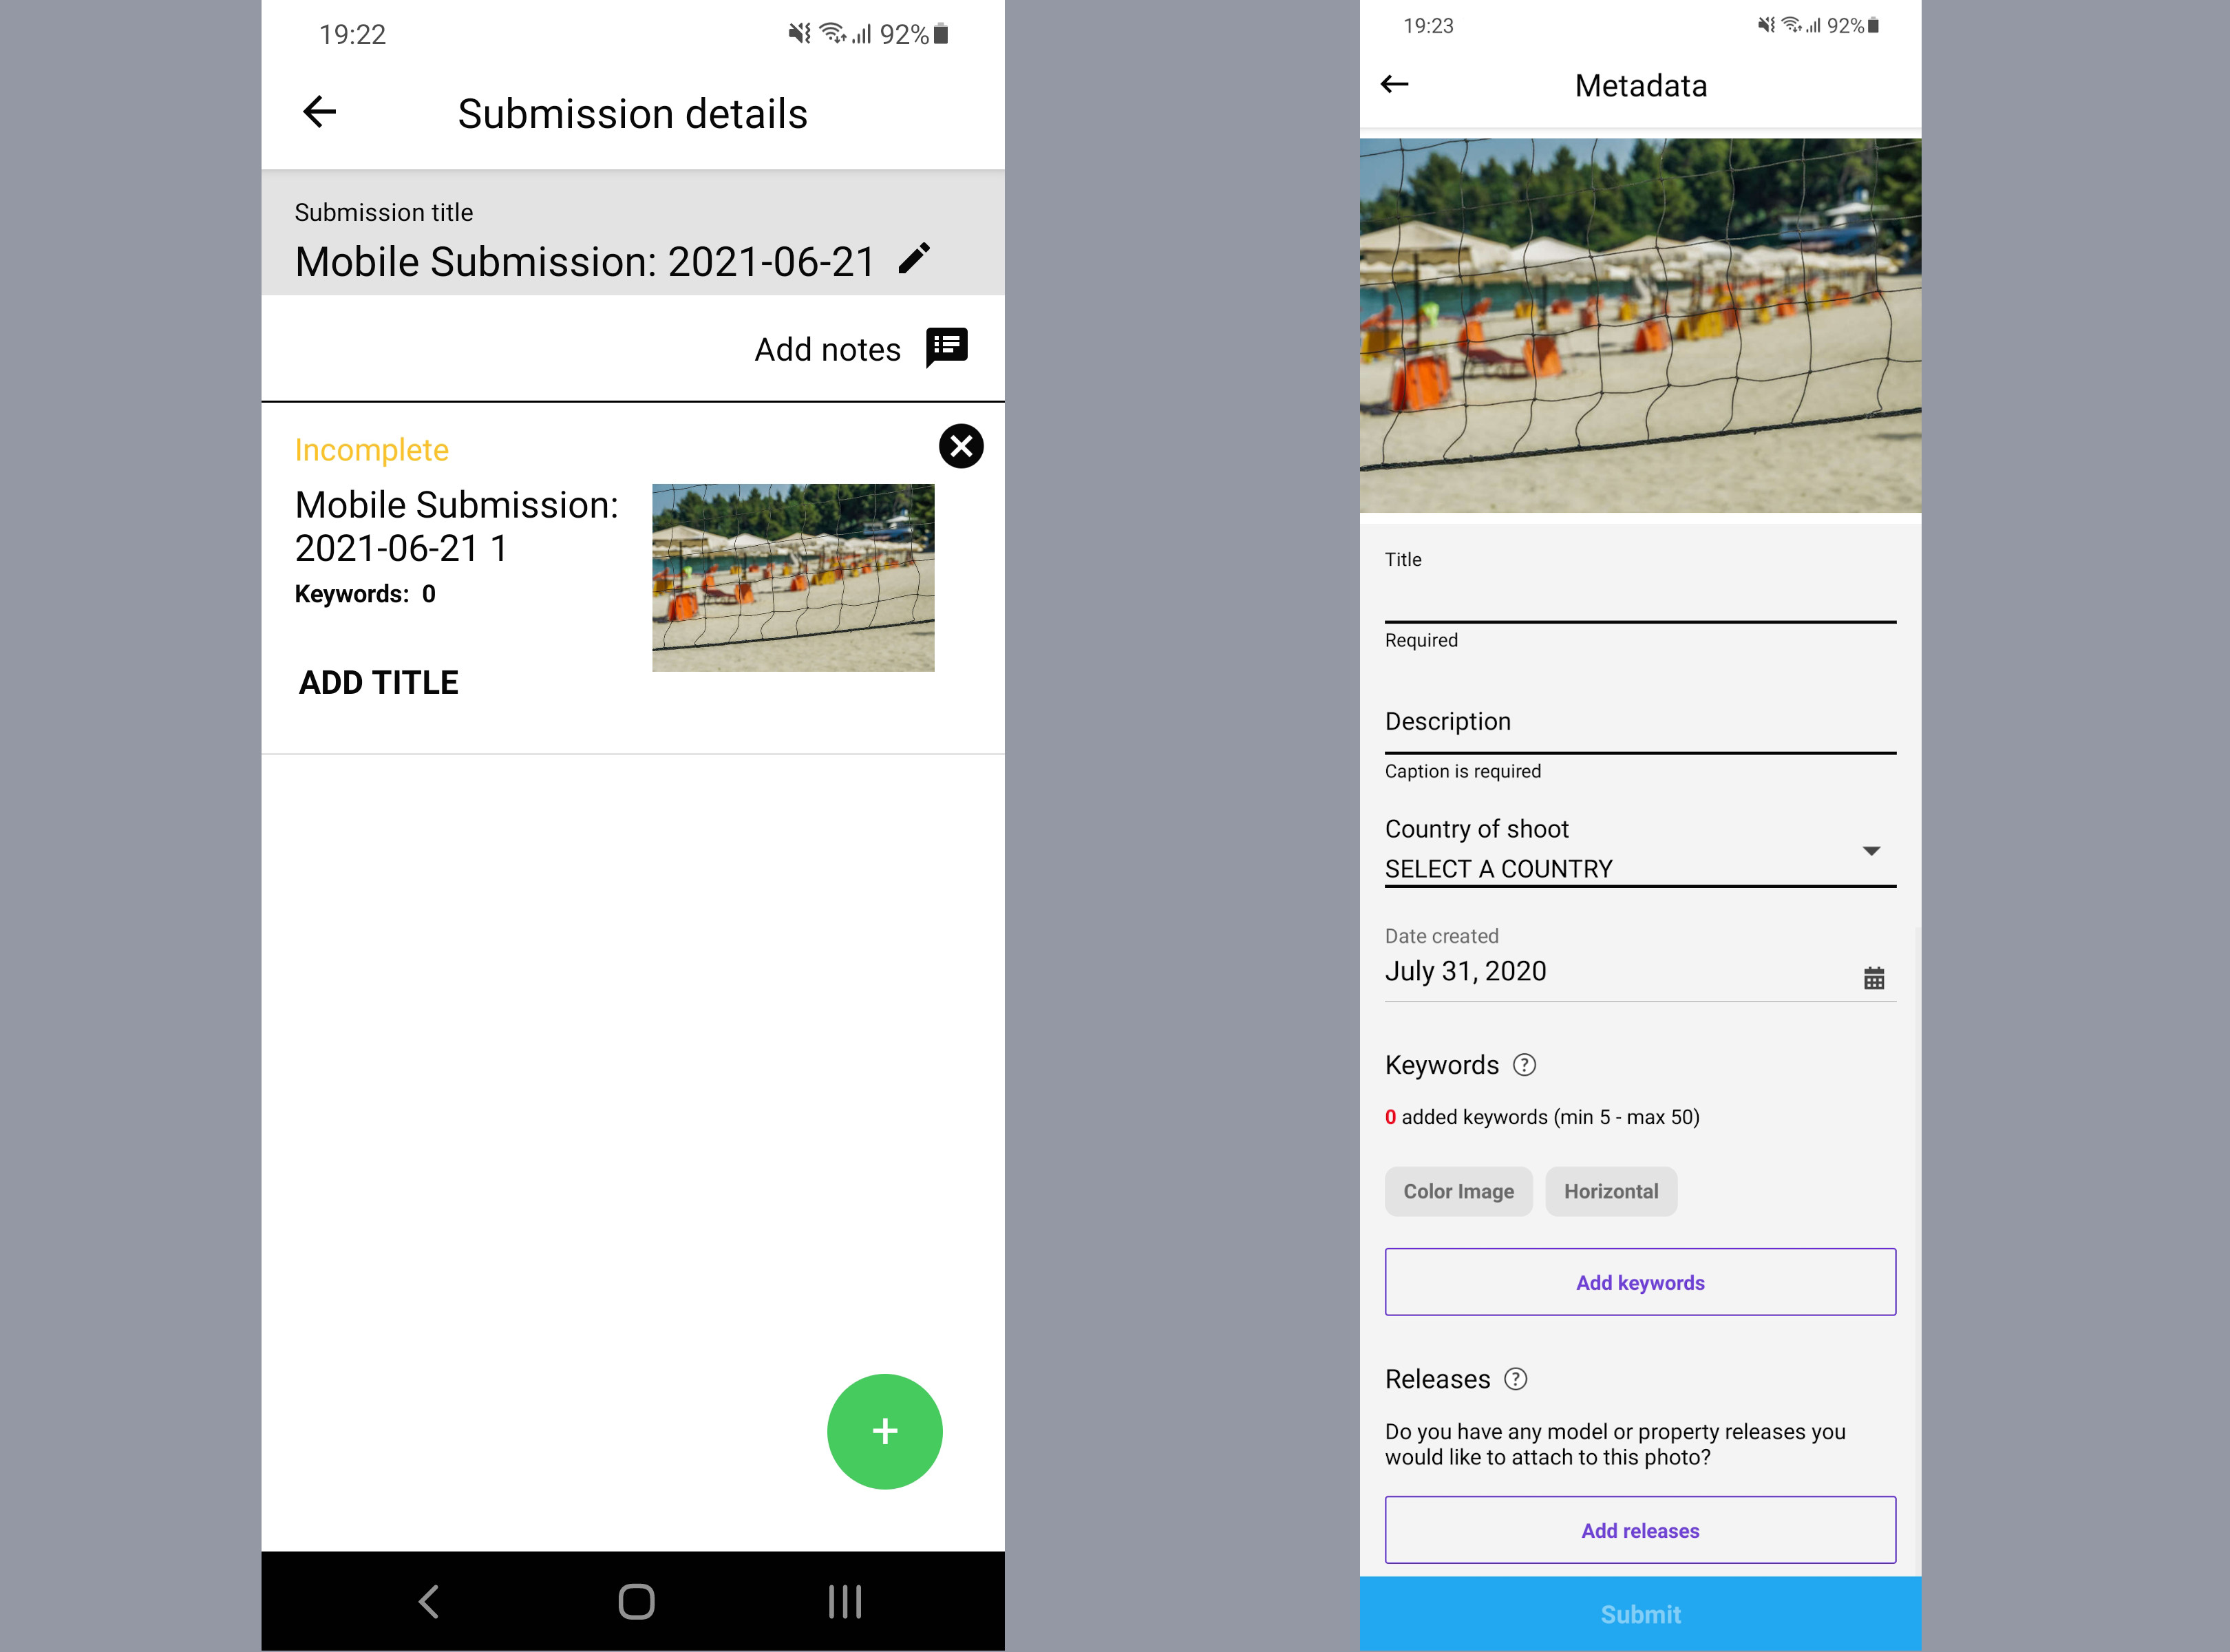 19:22
92%
Submission details
Submission title
Mobile Submission: 2021-06-21
Add notes
Incomplete
Mobile Submission:
2021-06-21 1
Keywords: 0
ADD TITLE
19:23
92%
Metadata
Title
Required
Description
Caption is required
Country of shoot
SELECT A COUNTRY
Date created
July 31, 2020
Keywords ?
0 added keywords (min 5 - max 50)
Color Image
Horizontal
Add keywords
Releases ?
Do you have any model or property releases you
would like to attach to this photo?
Add releases
Submit